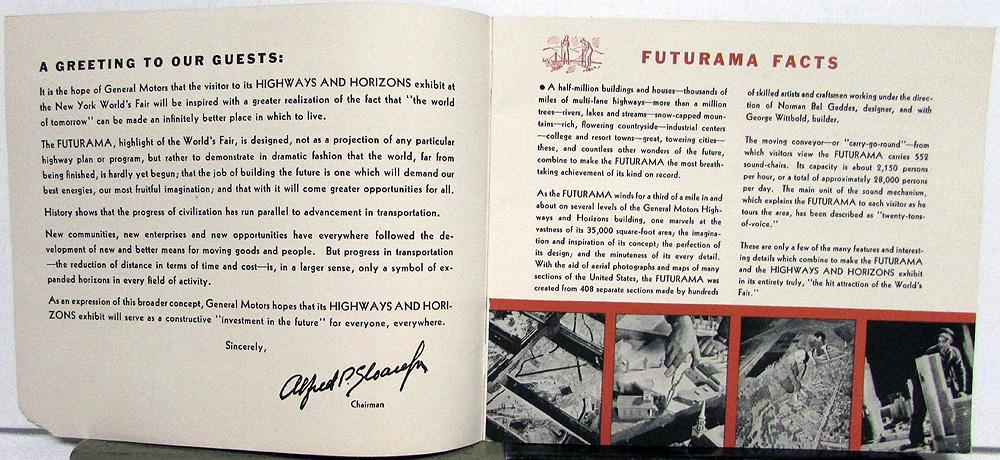 A GREETING TO OUR GUESTS:
It is the hope of General Motors that the visitor to its HIGHWAYS AND HORIZONS exhibit at
the New York World's Fair will be inspired with a greater realization of the fact that "the world
of tomorrow" can be made an infinitely better place in which to live.
The FUTURAMA, highlight of the World's Fair, is designed, not as a projection of any particular
highway plan or program, but rather to demonstrate in dramatic fashion that the world, far from
being finished, is hardly yet begun; that the job of building the future is one which will demand our
best energies, our most fruitful imagination; and that with it will come greater opportunities for all.
History shows that the progress of civilization has run parallel to advancement in transportation.
New communities, new enterprises and new opportunities have everywhere followed the de-
velopment of new and better means for moving goods and people. But progress in transportation
—the reduction of distance in terms of time and cost—is, in a larger sense, only a symbol of ex-
panded horizons in every field of activity.
As an expression of this broader concept, General Motors hopes that its HIGHWAYS AND HORI-
ZONS exhibit will serve as a constructive "investment in the future" for everyone, everywhere.
Sincerely,
Alfred P. Sloan Jr
Chairman
FUTURAMA FACTS
● A half-million buildings and houses—thousands of
miles of multi-lane highways—more than a million
trees—rivers, lakes and streams—snow-capped moun-
tains—rich, flowering countryside—industrial centers
—college and resort towns—great, towering cities—
these, and countless other wonders of the future,
combine to make the FUTURAMA the most breath-
taking achievement of its kind on record.
As the FUTURAMA winds for a third of a mile in and
about on several levels of the General Motors High-
ways and Horizons building, one marvels at the
vastness of its 35,000 square-foot area; the imagina-
tion and inspiration of its concept; the perfection of
its design; and the minuteness of its every detail.
With the aid of aerial photographs and maps of many
sections of the United States, the FUTURAMA was
created from 408 separate sections made by hundreds
of skilled artists and craftsmen working under the direc-
tion of Norman Bel Geddes, designer, and with
George Wittbold, builder.
The moving conveyor—or "carry-go-round"—from
which visitors view the FUTURAMA carries 552
sound-chairs. Its capacity is about 2,150 persons
per hour, or a total of approximately 28,000 persons
per day. The main unit of the sound mechanism,
which explains the FUTURAMA to each visitor as he
tours the area, has been described as "twenty-tons-
of-voice."
These are only a few of the many features and interest-
ing details which combine to make the FUTURAMA
and the HIGHWAYS AND HORIZONS exhibit
in its entirety truly, "the hit attraction of the World's
Fair."